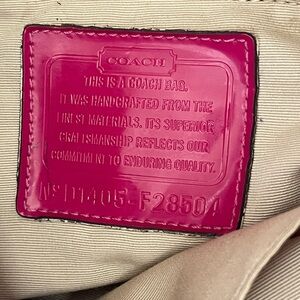 COACH
THIS IS A COACH BAG.
IT WAS HANDCRAFTED FROM THE
FINEST MATERIALS. ITS SUPERIOR
CRAFTSMANSHIP REFLECTS OUR
COMMITMENT TO ENDURING QUALITY.
Nº D1405-F28504